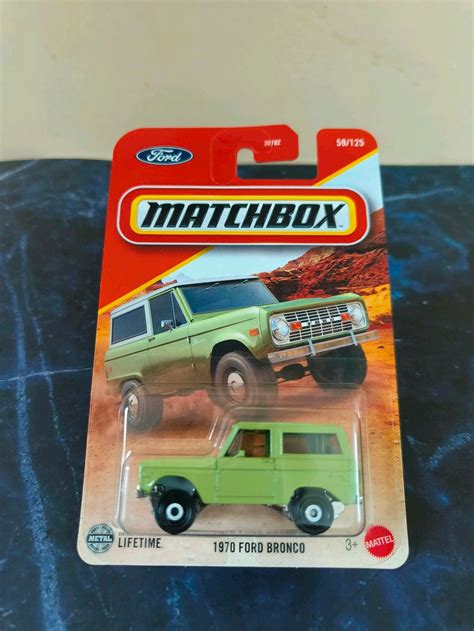 Ford
59/125
MATCHBOX
METAL
LIFETIME
1970 FORD BRONCO
3+
MATTEL